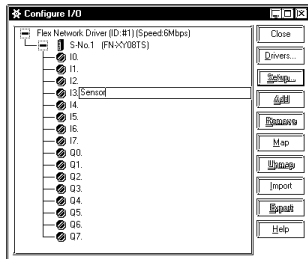 Configure I/O
Flex Network Driver (ID:#1) (Speed:6Mbps)
S-No.1 (FN-XY08TS)
I0.
I1.
I2.
I3.Sensor
I4.
I5.
I6.
I7.
Q0.
Q1.
Q2.
Q3.
Q4.
Q5.
Q6.
Q7.
Close
Drivers...
Setup...
Add
Remove
Map
Unmap
Import
Export
Help